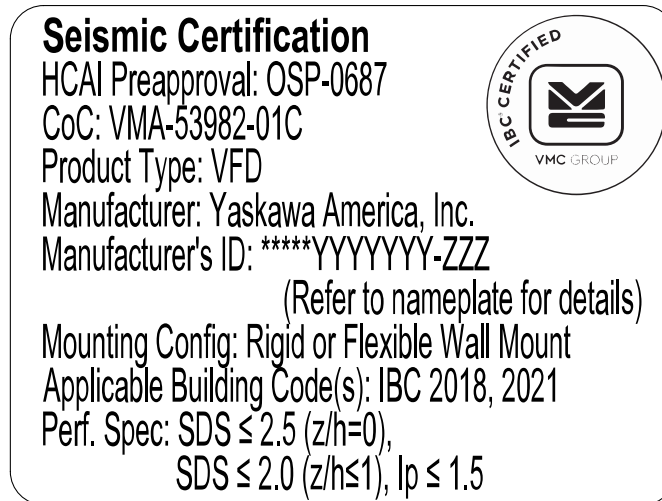 Seismic Certification
HCAI Preapproval: OSP-0687
CoC: VMA-53982-01C
Product Type: VFD
Manufacturer: Yaskawa America, Inc.
Manufacturer's ID: *****YYYYYYY-ZZZ
(Refer to nameplate for details)
Mounting Config: Rigid or Flexible Wall Mount
Applicable Building Code(s): IBC 2018, 2021
Perf. Spec: SDS ≤ 2.5 (z/h=0),
SDS ≤ 2.0 (z/h≤1), Ip ≤ 1.5
IBC® CERTIFIED
VMC GROUP